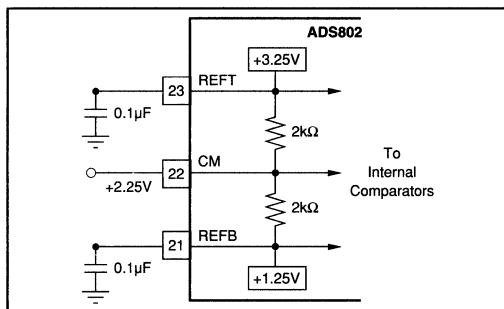 ADS802
+3.25V
23
REFT
0.1µF
2kΩ
22
CM
+2.25V
To
Internal
Comparators
2kΩ
21
REFB
0.1µF
+1.25V